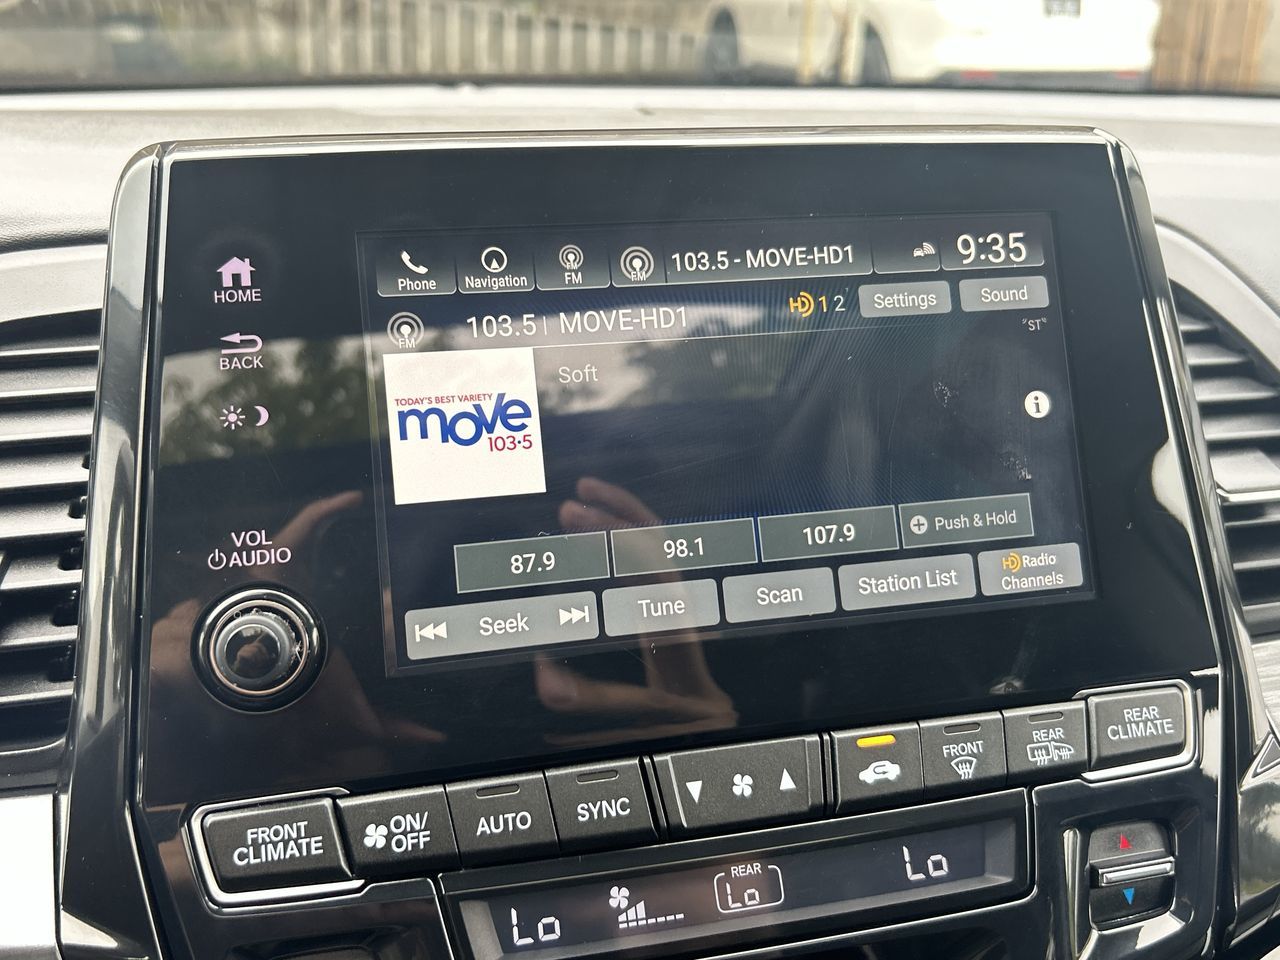 Phone
Navigation
FM
FM
103.5 - MOVE-HD1
9:35
HOME
FM
103.5 | MOVE-HD1
HD 1 2
Settings
Sound
"ST"
BACK
Soft
TODAY'S BEST VARIETY
move
103•5
i
VOL
AUDIO
87.9
98.1
107.9
Push & Hold
Seek
Tune
Scan
Station List
HD Radio
Channels
FRONT
CLIMATE
ON/
OFF
AUTO
SYNC
FRONT
REAR
REAR
CLIMATE
Lo
REAR
Lo
Lo